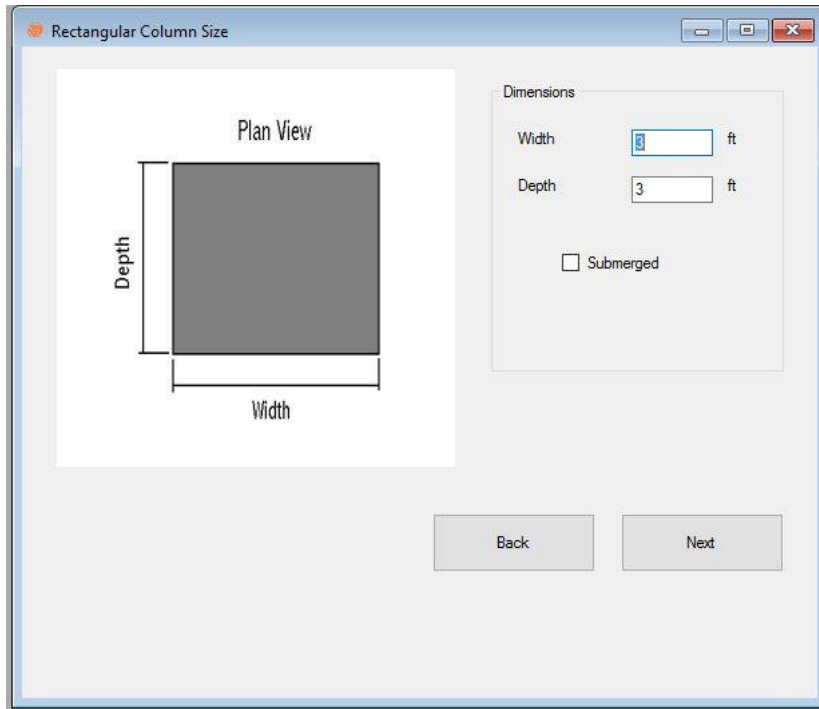 Rectangular Column Size
Plan View
Depth
Width
Dimensions
Width 3 ft
Depth 3 ft
Submerged
Back Next